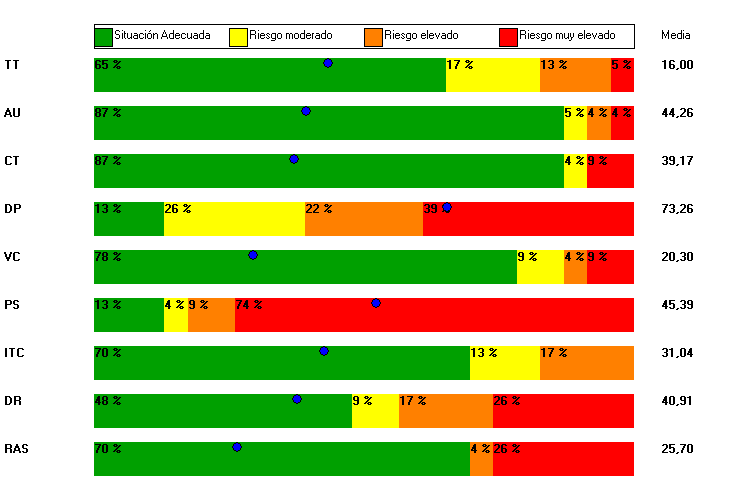 Situación Adecuada Riesgo moderado Riesgo elevado Riesgo muy elevado Media
TT 65 % 17 % 13 % 5 % 16,00
AU 87 % 5 % 4 % 4 % 44,26
CT 87 % 4 % 9 % 39,17
DP 13 % 26 % 22 % 39 % 73,26
VC 78 % 9 % 4 % 9 % 20,30
PS 13 % 4 % 9 % 74 % 45,39
ITC 70 % 13 % 17 % 31,04
DR 48 % 9 % 17 % 26 % 40,91
RAS 70 % 4 % 26 % 25,70